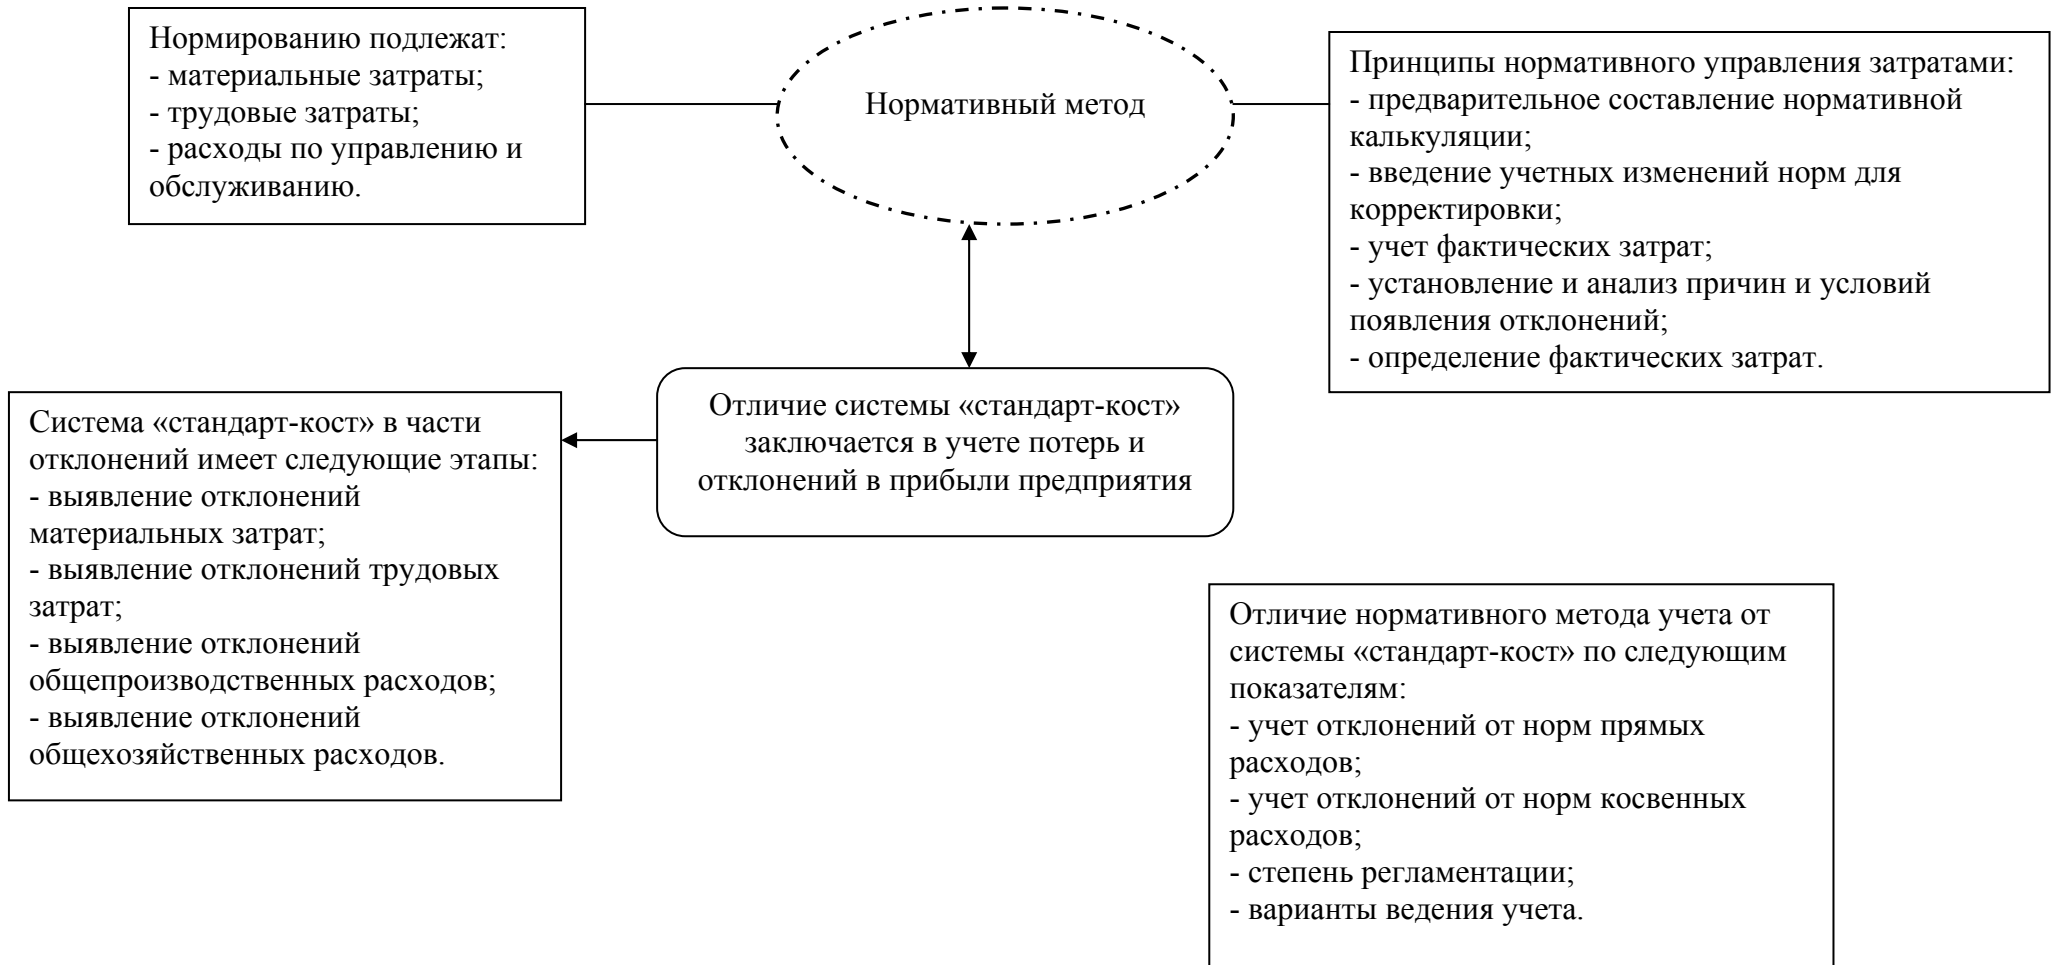 Нормированию подлежат:
- материальные затраты;
- трудовые затраты;
- расходы по управлению и
обслуживанию.
Нормативный метод
Принципы нормативного управления затратами:
- предварительное составление нормативной
калькуляции;
- введение учетных изменений норм для
корректировки;
- учет фактических затрат;
- установление и анализ причин и условий
появления отклонений;
- определение фактических затрат.
Система «стандарт-кост» в части
отклонений имеет следующие этапы:
- выявление отклонений
материальных затрат;
- выявление отклонений трудовых
затрат;
- выявление отклонений
общепроизводственных расходов;
- выявление отклонений
общехозяйственных расходов.
Отличие системы «стандарт-кост»
заключается в учете потерь и
отклонений в прибыли предприятия
Отличие нормативного метода учета от
системы «стандарт-кост» по следующим
показателям:
- учет отклонений от норм прямых
расходов;
- учет отклонений от норм косвенных
расходов;
- степень регламентации;
- варианты ведения учета.